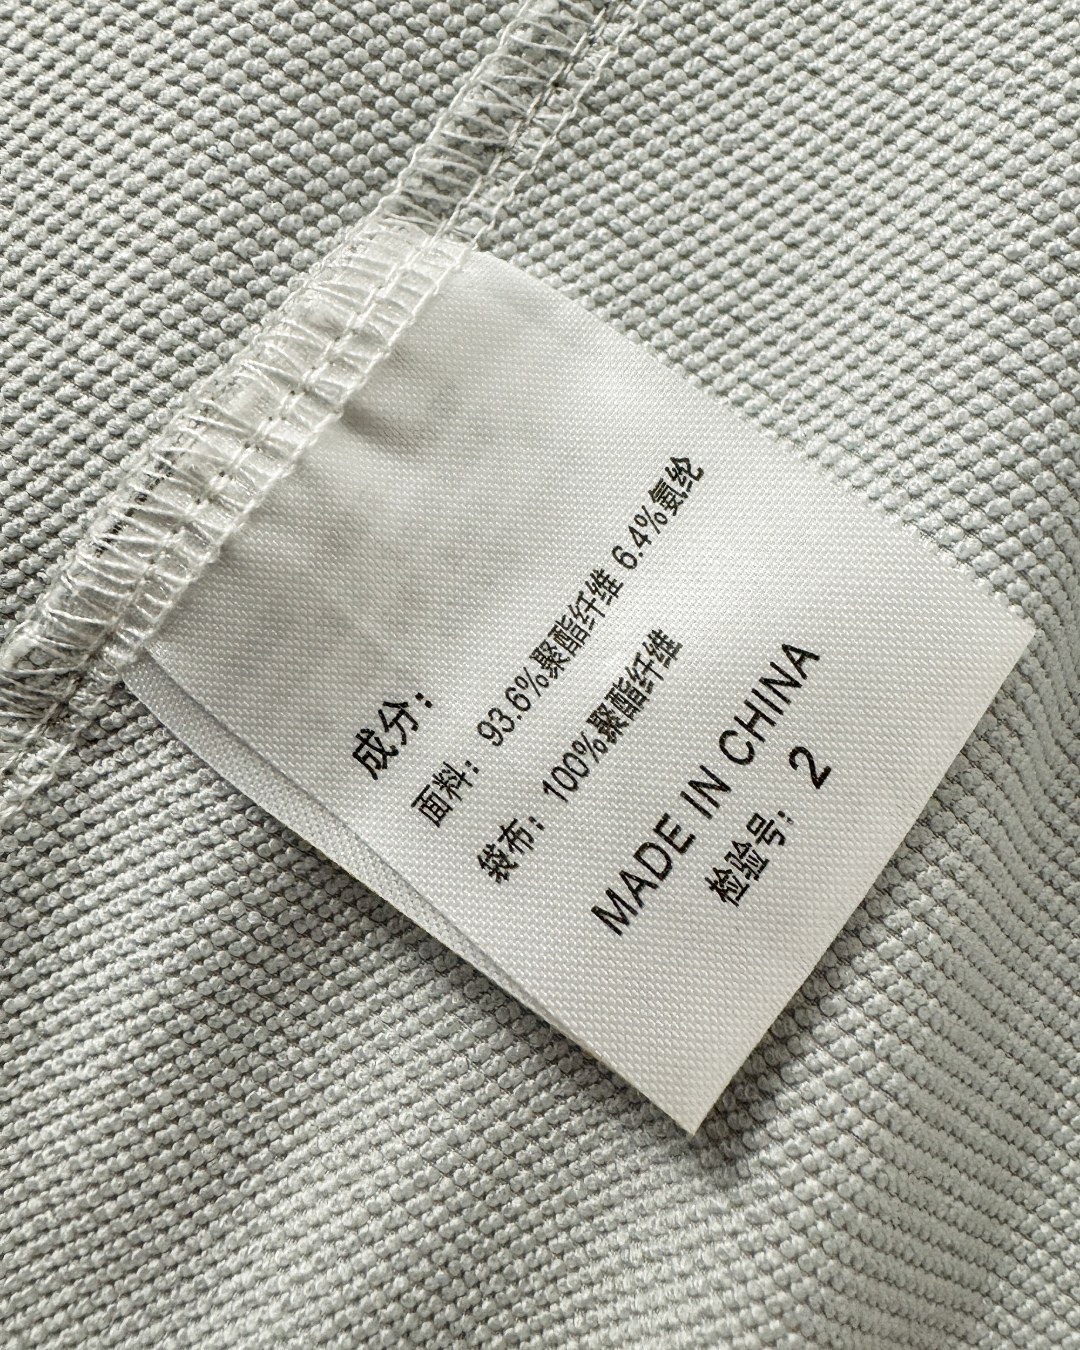 成分：
面料： 93.6%聚酯纤维 6.4%氨纶
袋布： 100%聚酯纤维
MADE IN CHINA
检验号： 2